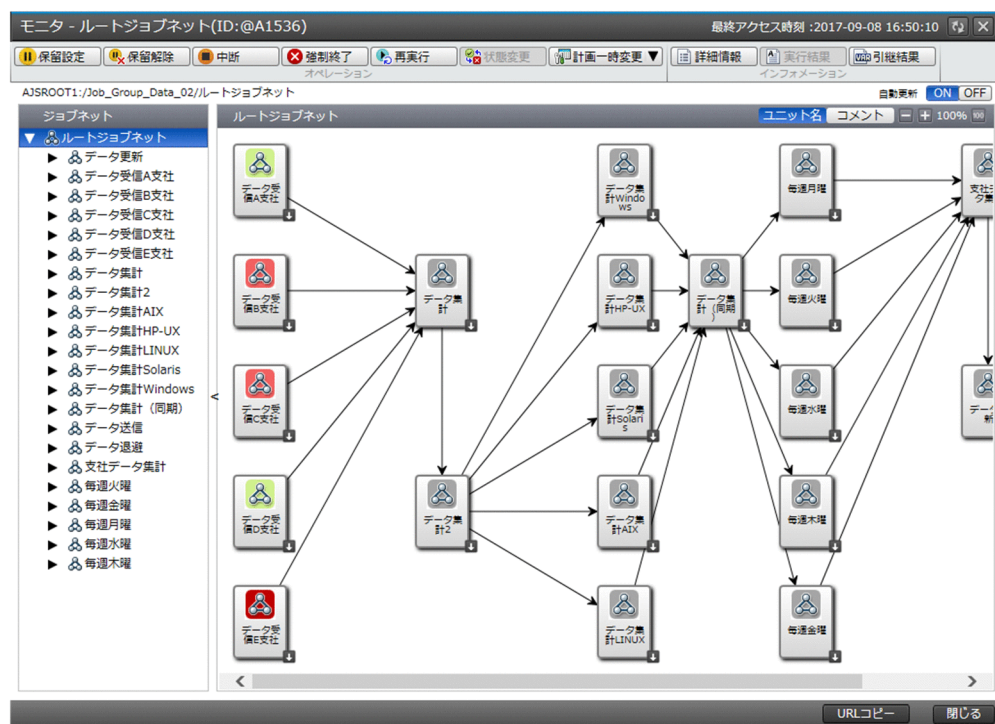 モニタ - ルートジョブネット(ID:@A1536)
最終アクセス時刻 :2017-09-08 16:50:10
保留設定
保留解除
中断
強制終了
再実行
状態変更
計画一時変更 ▼
オペレーション
詳細情報
実行結果
引継結果
インフォメーション
AJSROOT1:/Job_Group_Data_02/ルートジョブネット
自動更新 ON OFF
ジョブネット
ルートジョブネット
データ更新
データ受信A支社
データ受信B支社
データ受信C支社
データ受信D支社
データ受信E支社
データ集計
データ集計2
データ集計AIX
データ集計HP-UX
データ集計LINUX
データ集計Solaris
データ集計Windows
データ集計（同期）
データ送信
データ退避
支社データ集計
毎週火曜
毎週金曜
毎週月曜
毎週水曜
毎週木曜
<
ルートジョブネット
ユニット名 コメント
100%
データ受
信A支社
データ集
計Windo
ws
毎週月曜
支社デ
タ集
データ受
信B支社
データ集
計
データ集
計HP-UX
データ集
計（同期
）
毎週火曜
データ受
信C支社
データ集
計Solari
s
毎週水曜
データ
新
データ受
信D支社
データ集
計2
データ集
計AIX
毎週木曜
データ受
信E支社
データ集
計LINUX
毎週金曜
URLコピー
閉じる